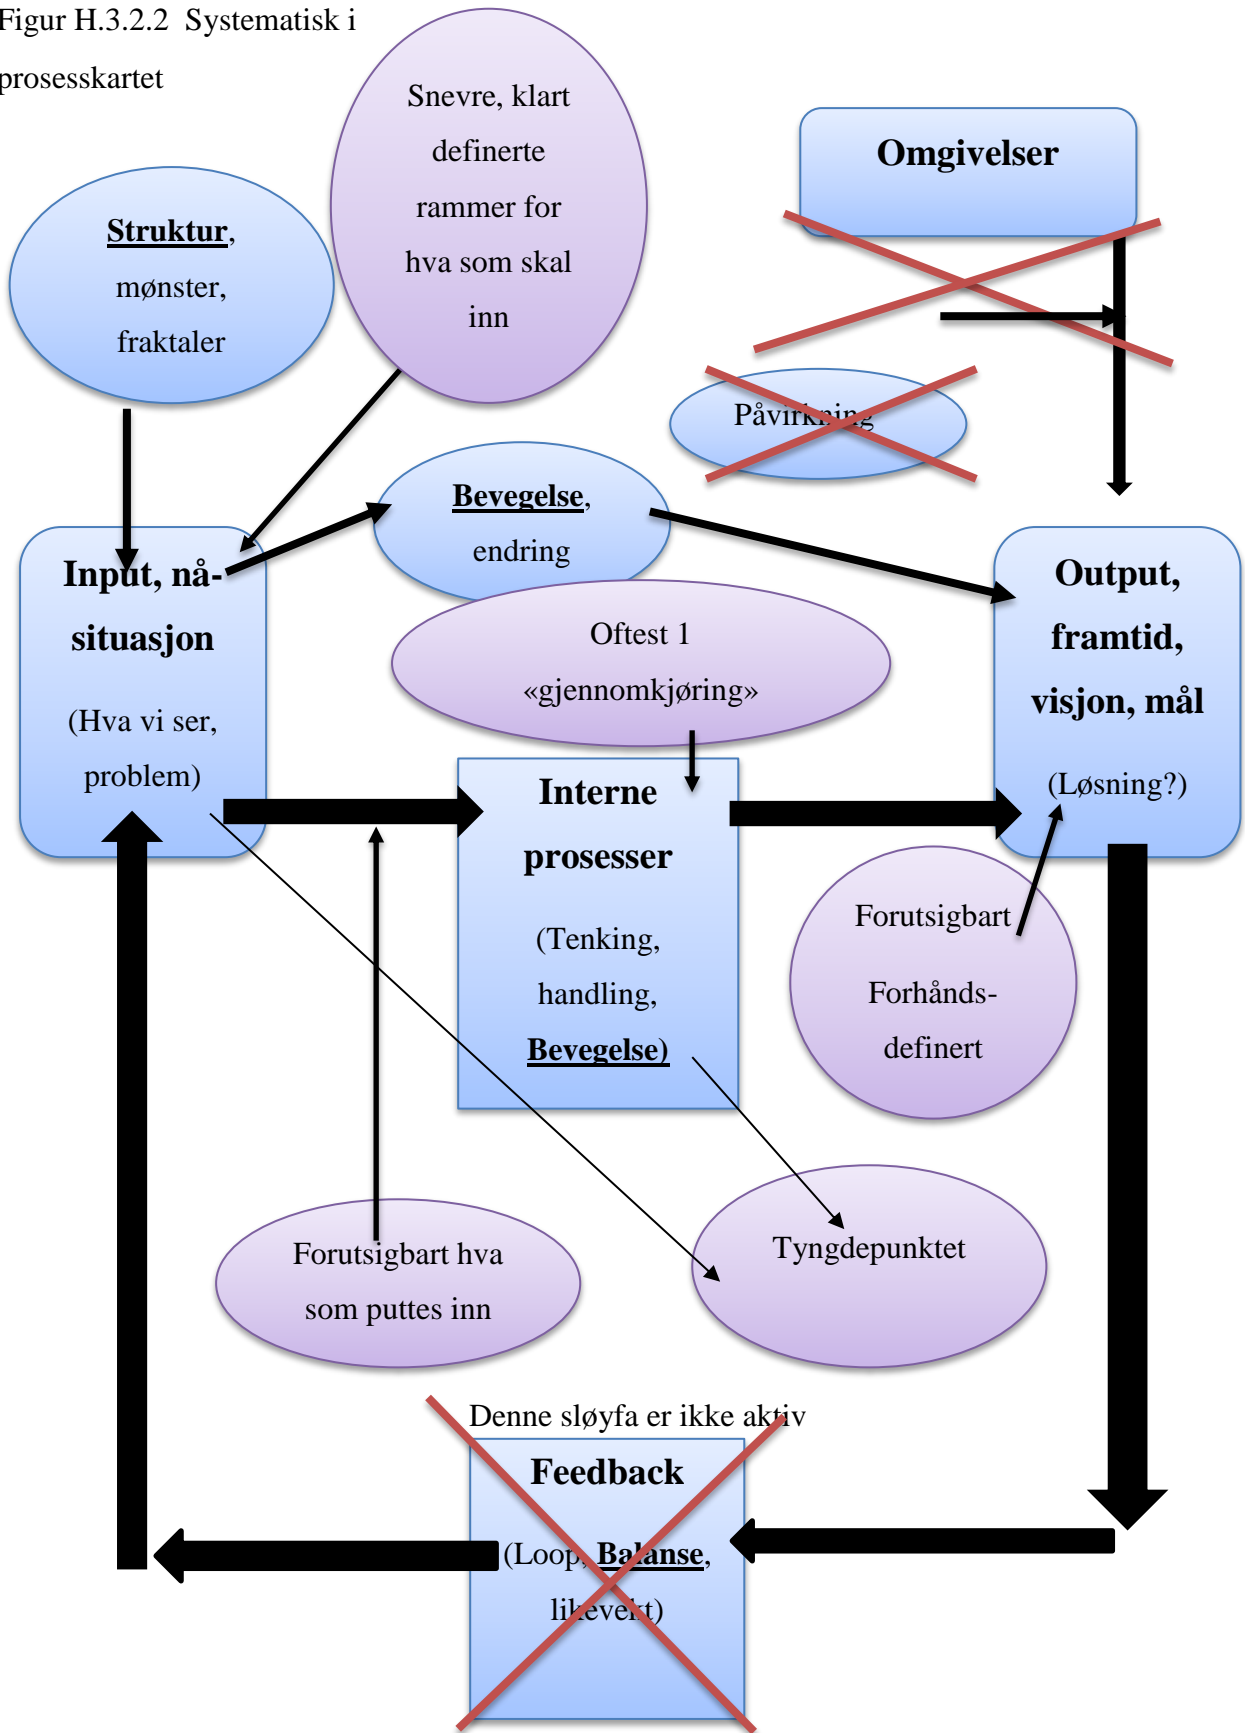 Figur H.3.2.2  Systematisk i
prosesskartet
Snevre, klart
definerte
rammer for
hva som skal
inn
Omgivelser
Struktur,
mønster,
fraktaler
Påvirkning
Bevegelse,
endring
Input, nå-
situasjon
(Hva vi ser,
problem)
Oftest 1
«gjennomkjøring»
Output,
framtid,
visjon, mål
(Løsning?)
Interne
prosesser
(Tenking,
handling,
Bevegelse)
Forutsigbart
Forhånds-
definert
Forutsigbart hva
som puttes inn
Tyngdepunktet
Denne sløyfa er ikke aktiv
Feedback
(Loop, Balanse,
likevekt)